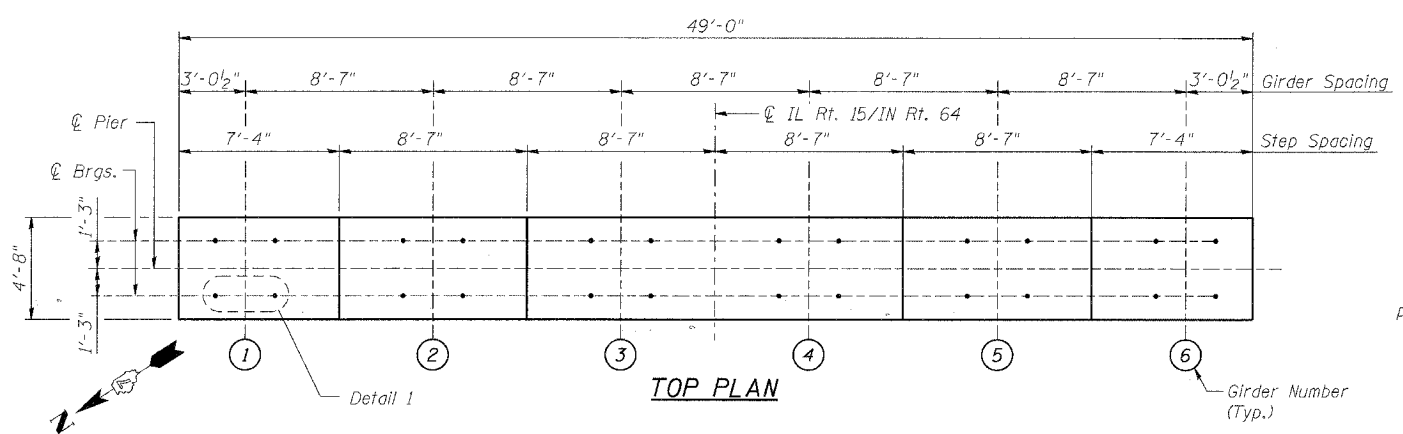 49'-0"
3'-0½" 8'-7" 8'-7" 8'-7" 8'-7" 8'-7" 3'-0½" Girder Spacing
℄ Pier
℄ IL Rt. 15/IN Rt. 64
7'-4" 8'-7" 8'-7" 8'-7" 8'-7" 7'-4" Step Spacing
℄ Brgs.
1'-3"
4'-8"
1'-3"
1 2 3 4 5 6
TOP PLAN
Detail 1
Girder Number
(Typ.)
N